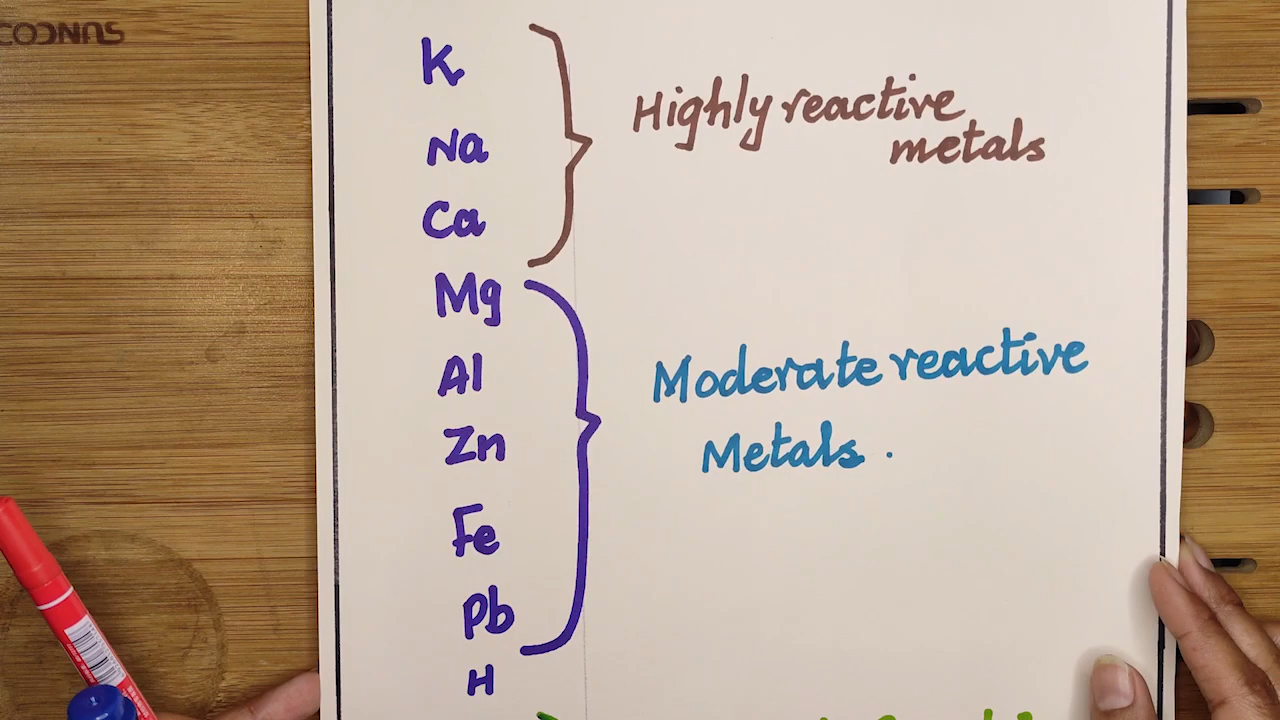 K
Na
Ca
Highly reactive
metals
Mg
Al
Zn
Fe
Pb
Moderate reactive
Metals.
H